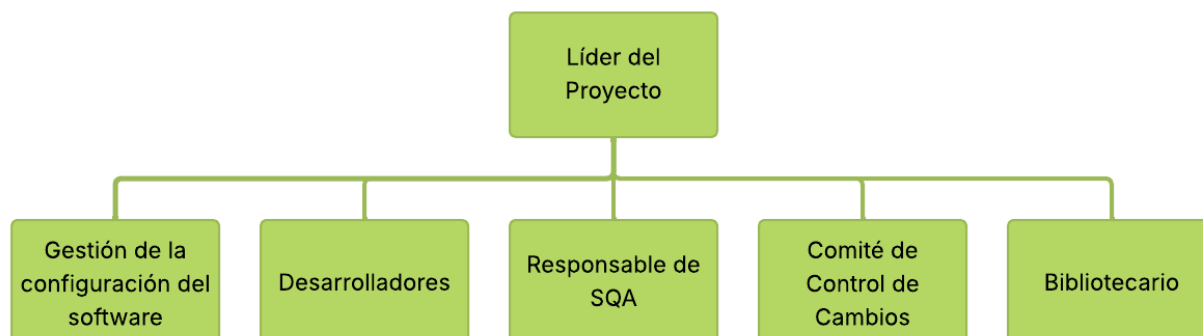 Líder del
Proyecto
Gestión de la
configuración del
software
Desarrolladores
Responsable de
SQA
Comité de
Control de
Cambios
Bibliotecario